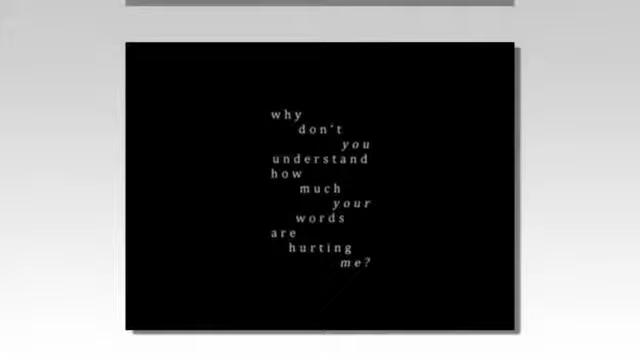 why
don't
you
understand
how
much
your
words
are
hurting
me?